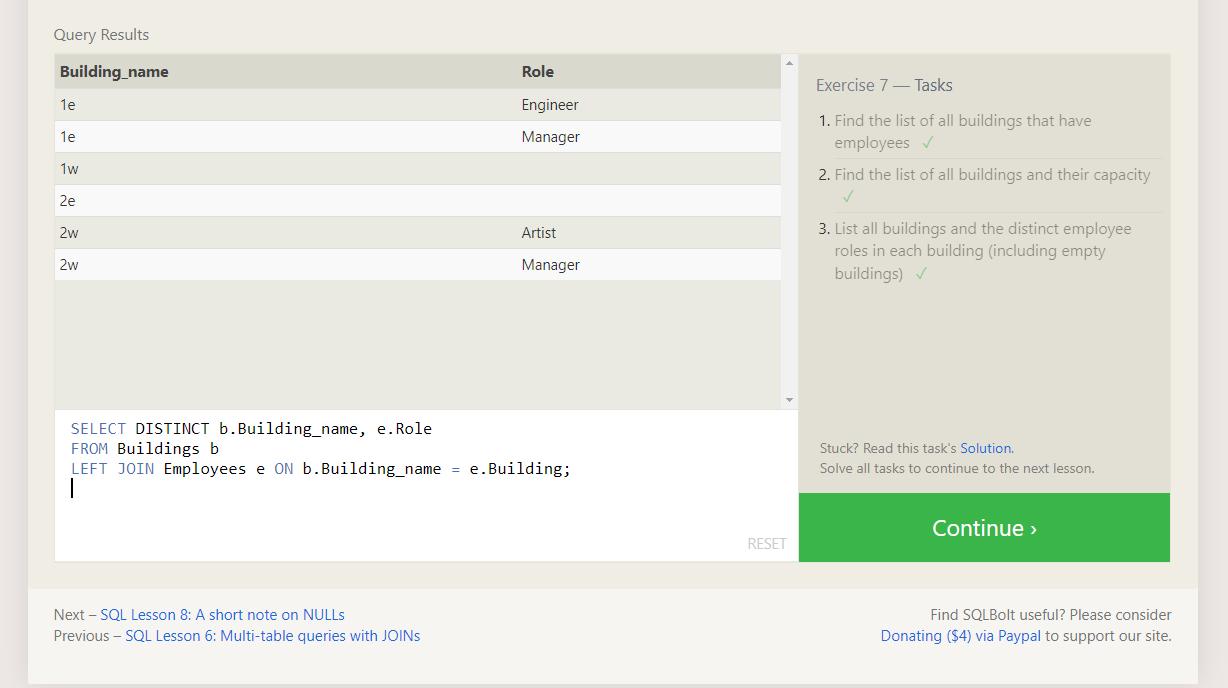 Query Results
Building_name Role
1e Engineer
1e Manager
1w
2e
2w Artist
2w Manager
SELECT DISTINCT b.Building_name, e.Role
FROM Buildings b
LEFT JOIN Employees e ON b.Building_name = e.Building;
RESET
Exercise 7 — Tasks
1. Find the list of all buildings that have
employees ✓
2. Find the list of all buildings and their capacity
✓
3. List all buildings and the distinct employee
roles in each building (including empty
buildings) ✓
Stuck? Read this task's Solution.
Solve all tasks to continue to the next lesson.
Continue ›
Next – SQL Lesson 8: A short note on NULLs
Previous – SQL Lesson 6: Multi-table queries with JOINs
Find SQLBolt useful? Please consider
Donating ($4) via Paypal to support our site.